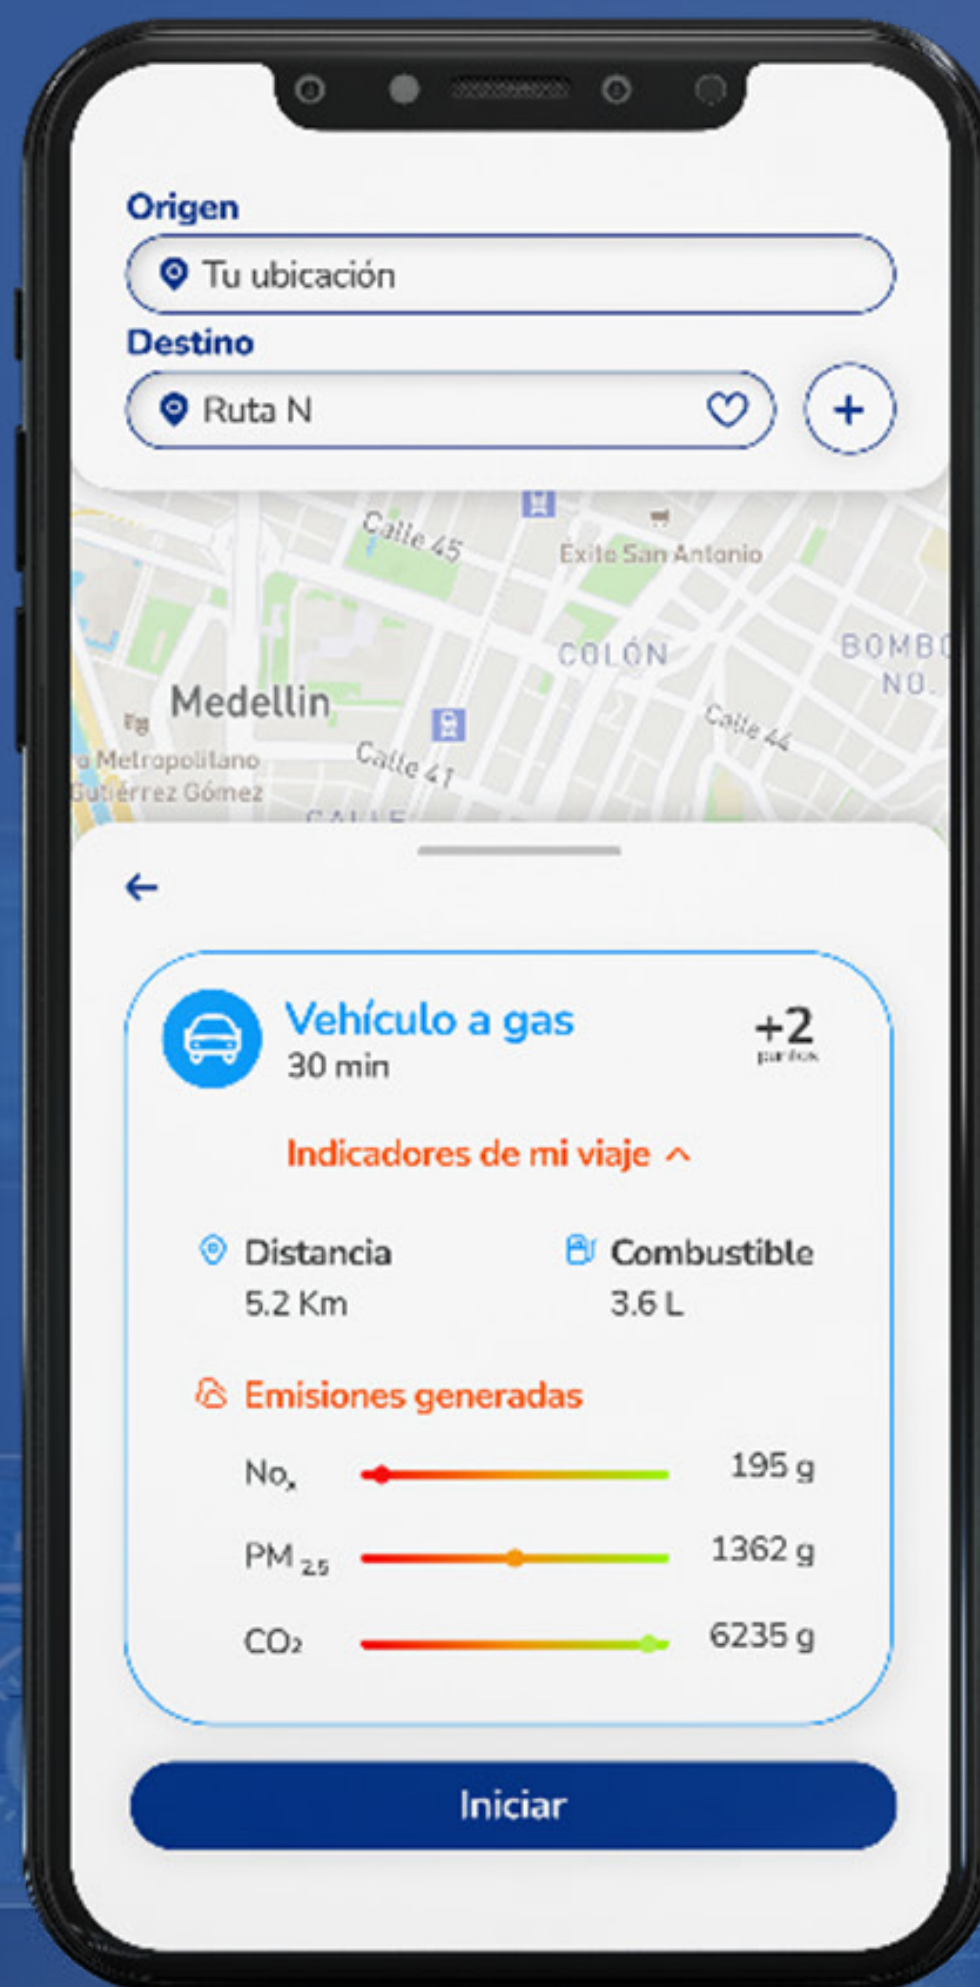 Origen
Tu ubicación
Destino
Ruta N
Calle 45
Exito San Antonio
COLÓN
BOMBO
NO.
Medellin
Calle 44
Calle 41
o Metropolitano
Gutiérrez Gómez
CALLE
Vehículo a gas
+2
30 min
puntos
Indicadores de mi viaje
Distancia
Combustible
5.2 Km
3.6 L
Emisiones generadas
Noₓ
195 g
PM 2.5
1362 g
CO₂
6235 g
Iniciar